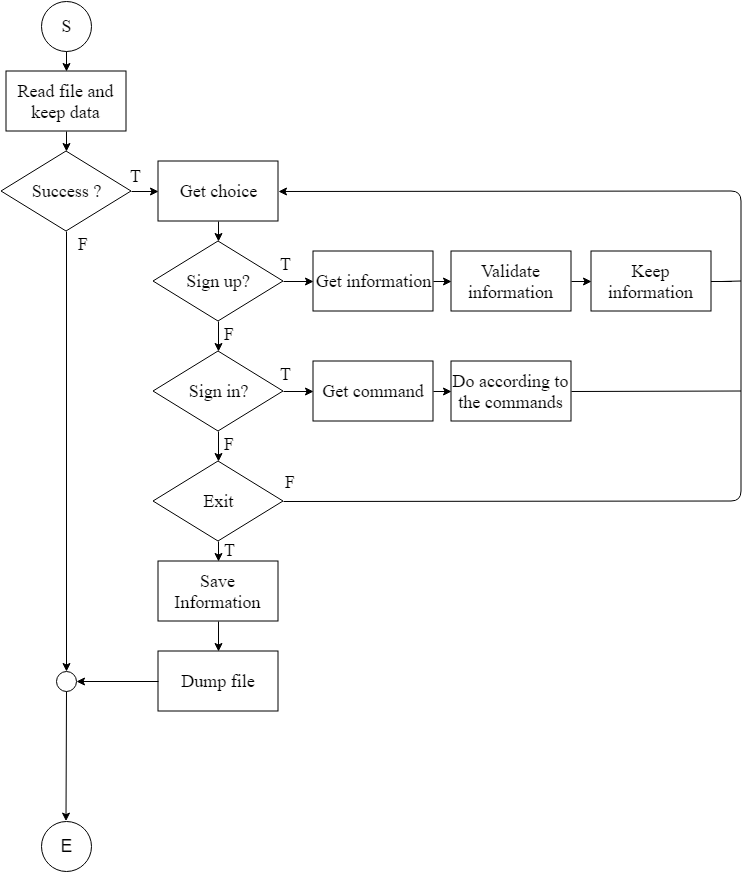 S
Read file and
keep data
Success ?
T
F
Get choice
Sign up?
T
F
Get information
Validate
information
Keep
information
Sign in?
T
F
Get command
Do according to
the commands
Exit
F
T
Save
Information
Dump file
E